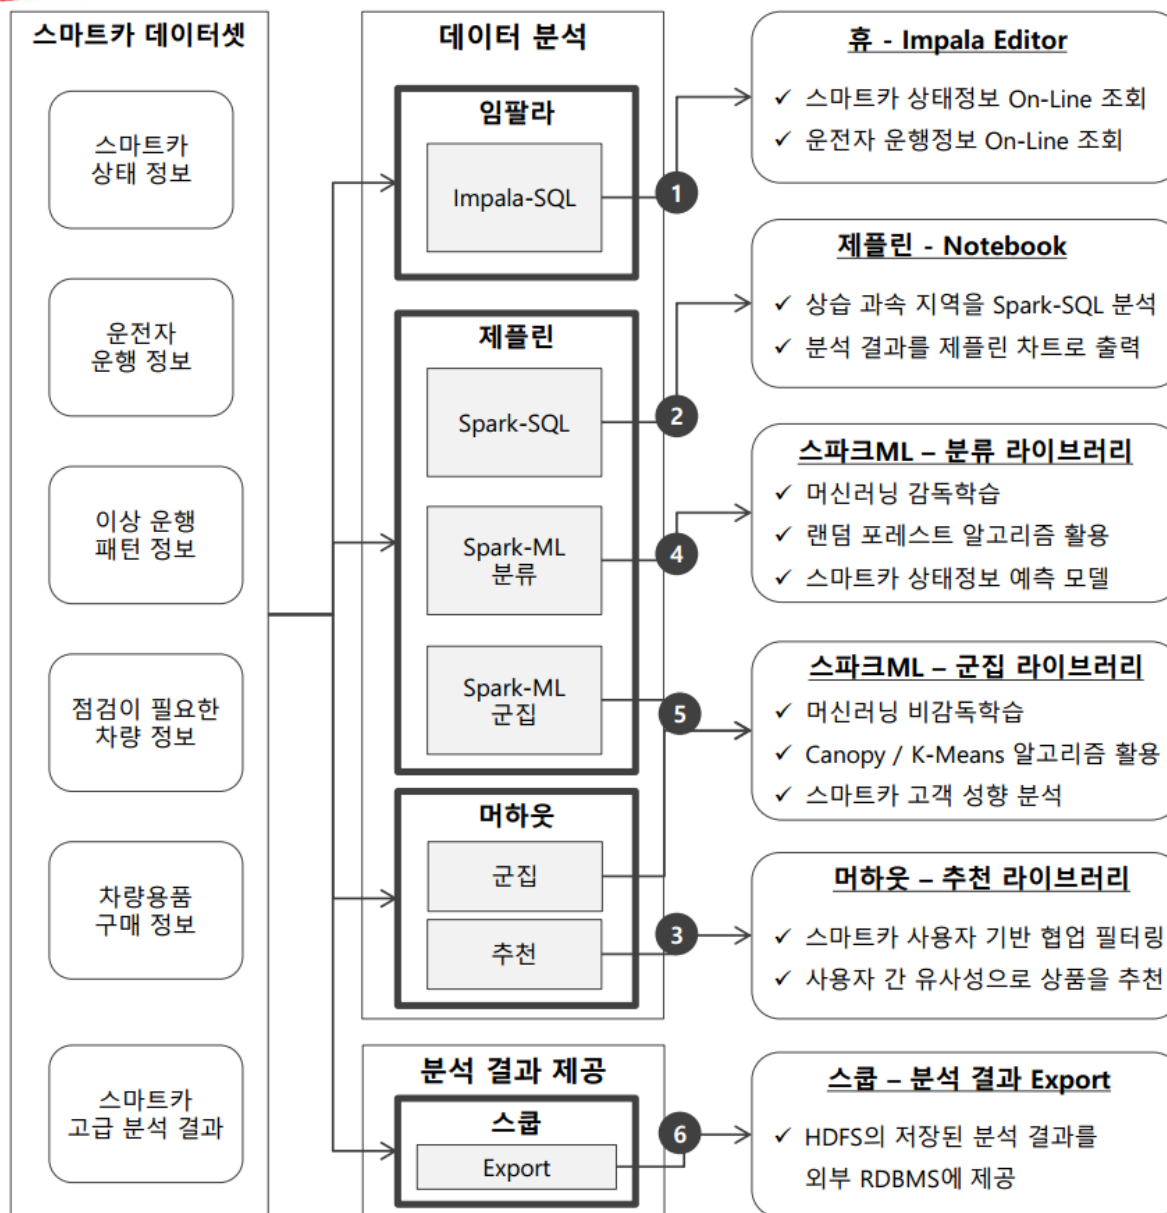 스마트카 데이터셋
스마트카
상태 정보
운전자
운행 정보
이상 운행
패턴 정보
점검이 필요한
차량 정보
차량용품
구매 정보
스마트카
고급 분석 결과
데이터 분석
임팔라
Impala-SQL
제플린
Spark-SQL
Spark-ML
분류
Spark-ML
군집
머하웃
군집
추천
분석 결과 제공
스쿱
Export
1
2
4
5
3
6
휴 - Impala Editor
✓ 스마트카 상태정보 On-Line 조회
✓ 운전자 운행정보 On-Line 조회
제플린 - Notebook
✓ 상습 과속 지역을 Spark-SQL 분석
✓ 분석 결과를 제플린 차트로 출력
스파크ML – 분류 라이브러리
✓ 머신러닝 감독학습
✓ 랜덤 포레스트 알고리즘 활용
✓ 스마트카 상태정보 예측 모델
스파크ML – 군집 라이브러리
✓ 머신러닝 비감독학습
✓ Canopy / K-Means 알고리즘 활용
✓ 스마트카 고객 성향 분석
머하웃 – 추천 라이브러리
✓ 스마트카 사용자 기반 협업 필터링
✓ 사용자 간 유사성으로 상품을 추천
스쿱 – 분석 결과 Export
✓ HDFS의 저장된 분석 결과를
외부 RDBMS에 제공